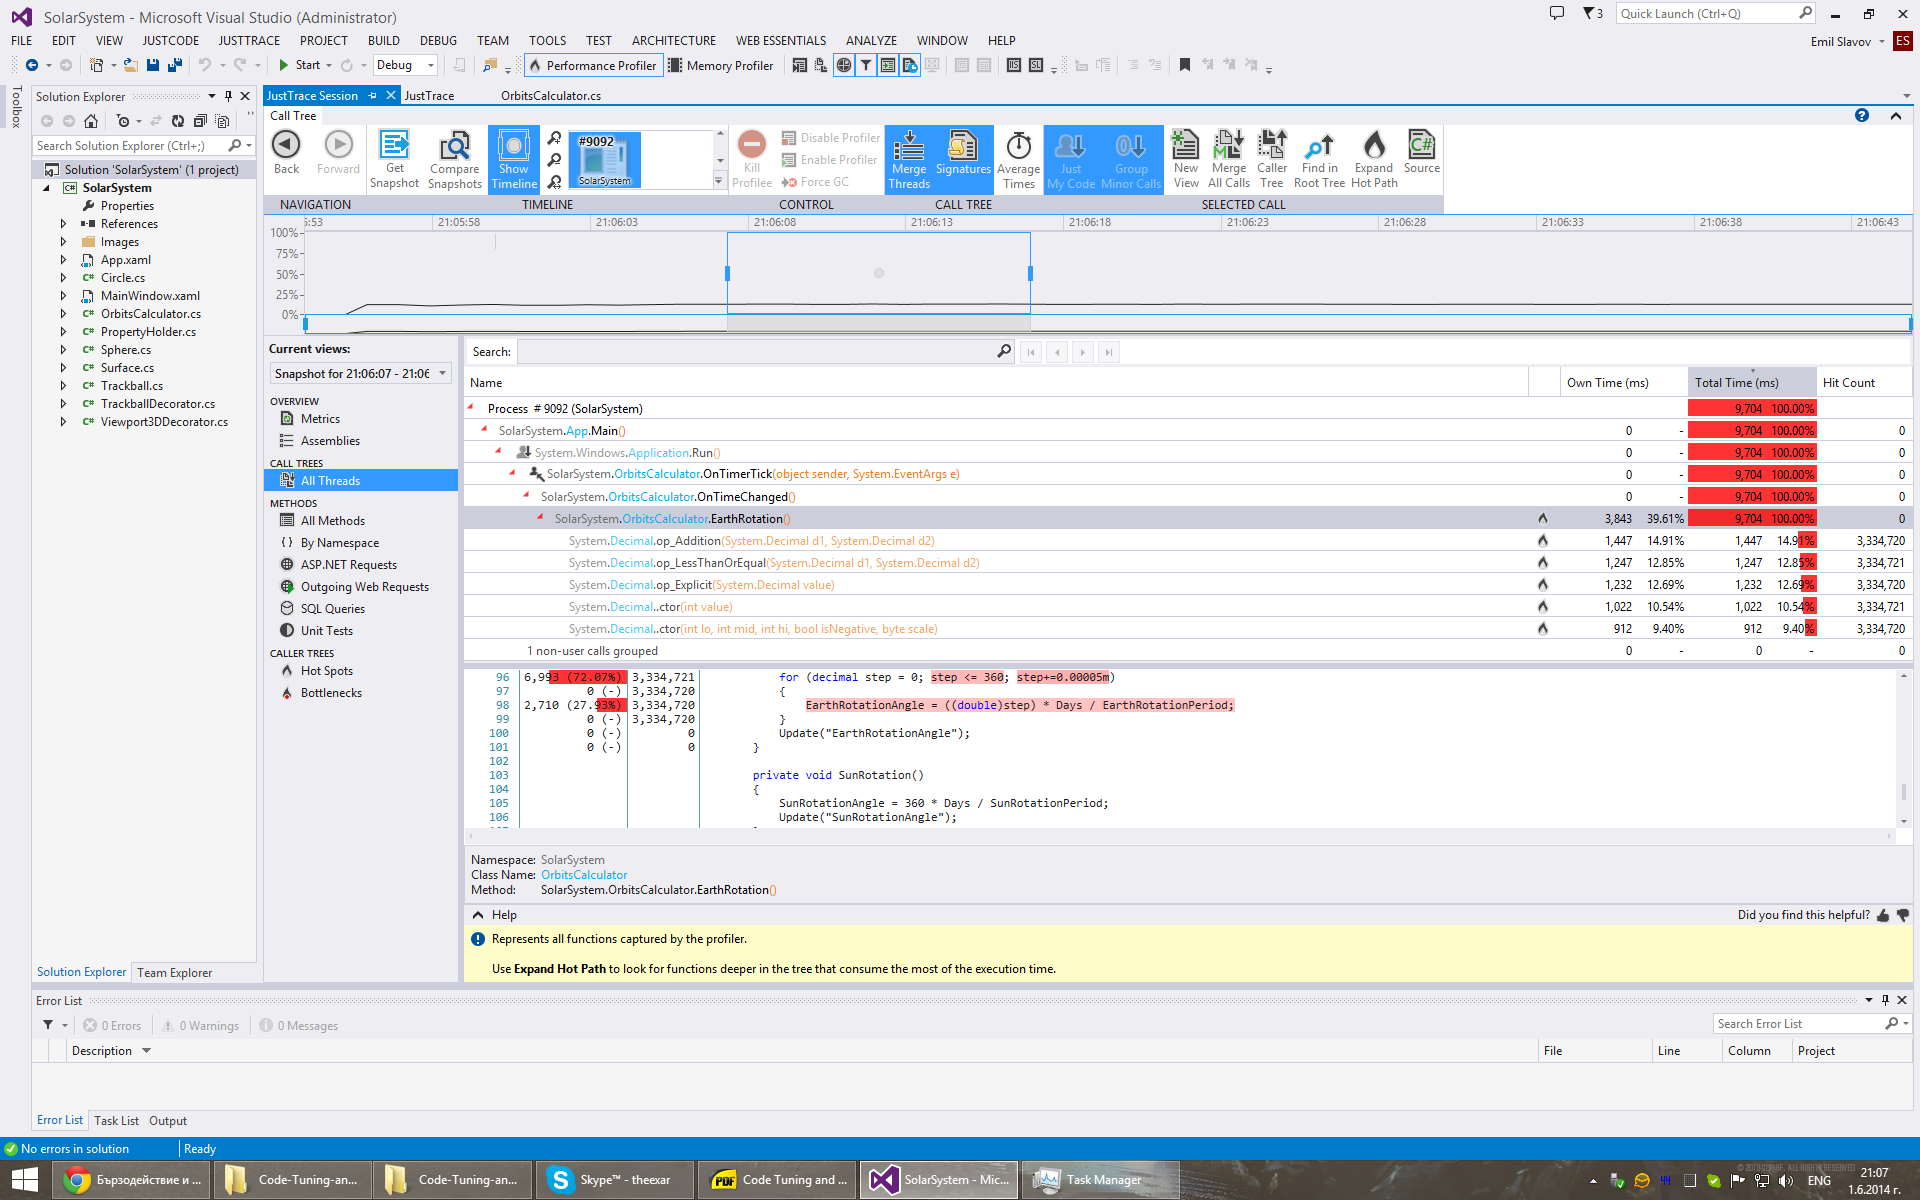 SolarSystem - Microsoft Visual Studio (Administrator)
3
Quick Launch (Ctrl+Q)
FILE EDIT VIEW JUSTCODE JUSTTRACE PROJECT BUILD DEBUG TEAM TOOLS TEST ARCHITECTURE WEB ESSENTIALS ANALYZE WINDOW HELP
Emil Slavov ES
Start Debug Performance Profiler Memory Profiler
Toolbox
Solution Explorer
Search Solution Explorer (Ctrl+;)
Solution 'SolarSystem' (1 project)
SolarSystem
Properties
References
Images
App.xaml
Circle.cs
MainWindow.xaml
OrbitsCalculator.cs
PropertyHolder.cs
Sphere.cs
Surface.cs
Trackball.cs
TrackballDecorator.cs
Viewport3DDecorator.cs
Solution Explorer Team Explorer
JustTrace Session JustTrace OrbitsCalculator.cs
Call Tree
Back Forward
Get Snapshot
Compare Snapshots
Show Timeline
#9092
SolarSystem
Kill Profilee
Disable Profiler
Enable Profiler
Force GC
Merge Threads
Signatures
Average Times
Just My Code
Group Minor Calls
New View
Merge All Calls
Caller Tree
Find in Root Tree
Expand Hot Path
Source
NAVIGATION TIMELINE CONTROL CALL TREE SELECTED CALL
:53 21:05:58 21:06:03 21:06:08 21:06:13 21:06:18 21:06:23 21:06:28 21:06:33 21:06:38 21:06:43
100%
75%
50%
25%
0%
Current views:
Snapshot for 21:06:07 - 21:06
OVERVIEW
Metrics
Assemblies
CALL TREES
All Threads
METHODS
All Methods
By Namespace
ASP.NET Requests
Outgoing Web Requests
SQL Queries
Unit Tests
CALLER TREES
Hot Spots
Bottlenecks
Search:
Name Own Time (ms) Total Time (ms) Hit Count
Process # 9092 (SolarSystem) 9,704 100.00%
SolarSystem.App.Main() 0 - 9,704 100.00% 0
System.Windows.Application.Run() 0 - 9,704 100.00% 0
SolarSystem.OrbitsCalculator.OnTimerTick(object sender, System.EventArgs e) 0 - 9,704 100.00% 0
SolarSystem.OrbitsCalculator.OnTimeChanged() 0 - 9,704 100.00% 0
SolarSystem.OrbitsCalculator.EarthRotation() 3,843 39.61% 9,704 100.00% 0
System.Decimal.op_Addition(System.Decimal d1, System.Decimal d2) 1,447 14.91% 1,447 14.91% 3,334,720
System.Decimal.op_LessThanOrEqual(System.Decimal d1, System.Decimal d2) 1,247 12.85% 1,247 12.85% 3,334,721
System.Decimal.op_Explicit(System.Decimal value) 1,232 12.69% 1,232 12.69% 3,334,720
System.Decimal..ctor(int value) 1,022 10.54% 1,022 10.54% 3,334,721
System.Decimal..ctor(int lo, int mid, int hi, bool isNegative, byte scale) 912 9.40% 912 9.40% 3,334,720
1 non-user calls grouped 0 - 0 - 0
96 6,993 (72.07%) 3,334,721 for (decimal step = 0; step <= 360; step+=0.00005m)
97 0 (-) 3,334,720 {
98 2,710 (27.93%) 3,334,720 EarthRotationAngle = ((double)step) * Days / EarthRotationPeriod;
99 0 (-) 3,334,720 }
100 0 (-) 0 Update("EarthRotationAngle");
101 0 (-) 0 }
102
103 private void SunRotation()
104 {
105 SunRotationAngle = 360 * Days / SunRotationPeriod;
106 Update("SunRotationAngle");
Namespace: SolarSystem
Class Name: OrbitsCalculator
Method: SolarSystem.OrbitsCalculator.EarthRotation()
Help
Did you find this helpful?
Represents all functions captured by the profiler.
Use Expand Hot Path to look for functions deeper in the tree that consume the most of the execution time.
Error List
0 Errors 0 Warnings 0 Messages
Search Error List
Description File Line Column Project
Error List Task List Output
No errors in solution Ready
Бързодействие и ... Code-Tuning-an... Code-Tuning-an... Skype™ - theexar PDF Code Tuning and ... SolarSystem - Mic... Task Manager
ENG
21:07
1.6.2014 г.